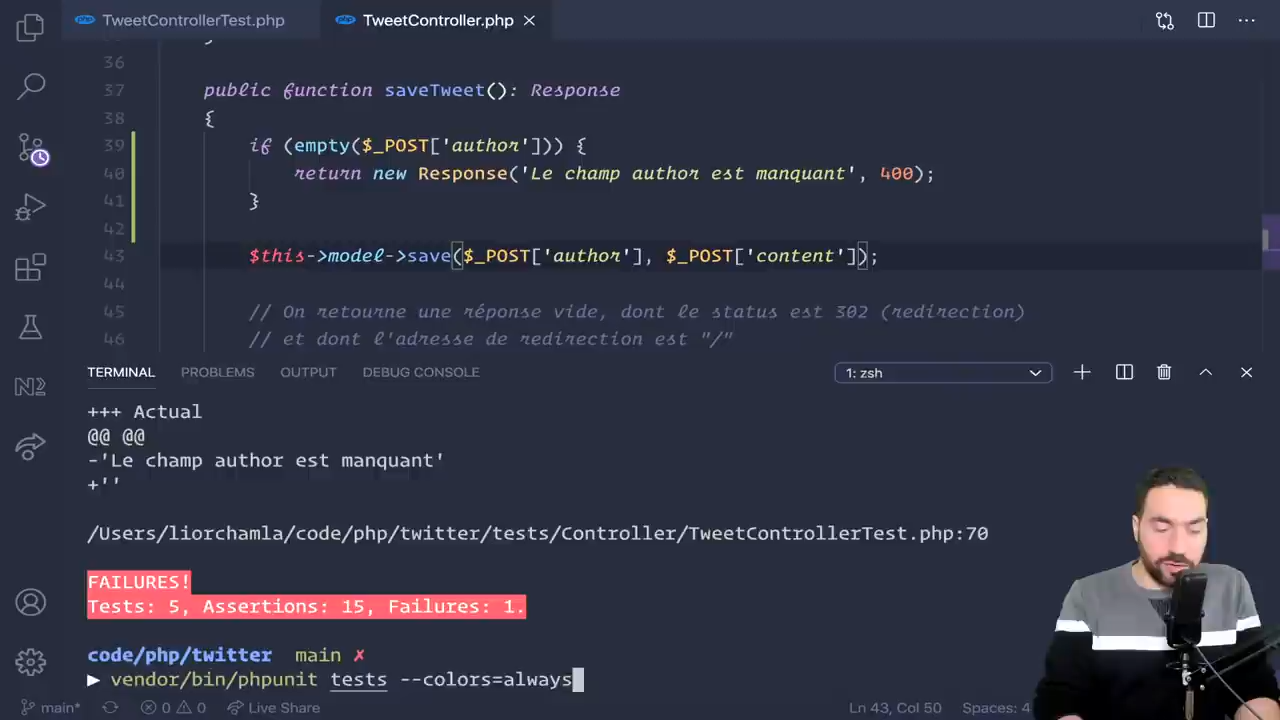 TweetControllerTest.php
TweetController.php
36
37 public function saveTweet(): Response
38 {
39 if (empty($_POST['author'])) {
40 return new Response('Le champ author est manquant', 400);
41 }
42
43 $this->model->save($_POST['author'], $_POST['content']);
44
45 // On retourne une réponse vide, dont le status est 302 (redirection)
46 // et dont l'adresse de redirection est "/"
TERMINAL PROBLEMS OUTPUT DEBUG CONSOLE 1: zsh
+++ Actual
@@ @@
-'Le champ author est manquant'
+''
/Users/liorchamla/code/php/twitter/tests/Controller/TweetControllerTest.php:70
FAILURES!
Tests: 5, Assertions: 15, Failures: 1.
code/php/twitter main ✗
► vendor/bin/phpunit tests --colors=always
main* 0 0 Live Share Ln 43, Col 50 Spaces: 4